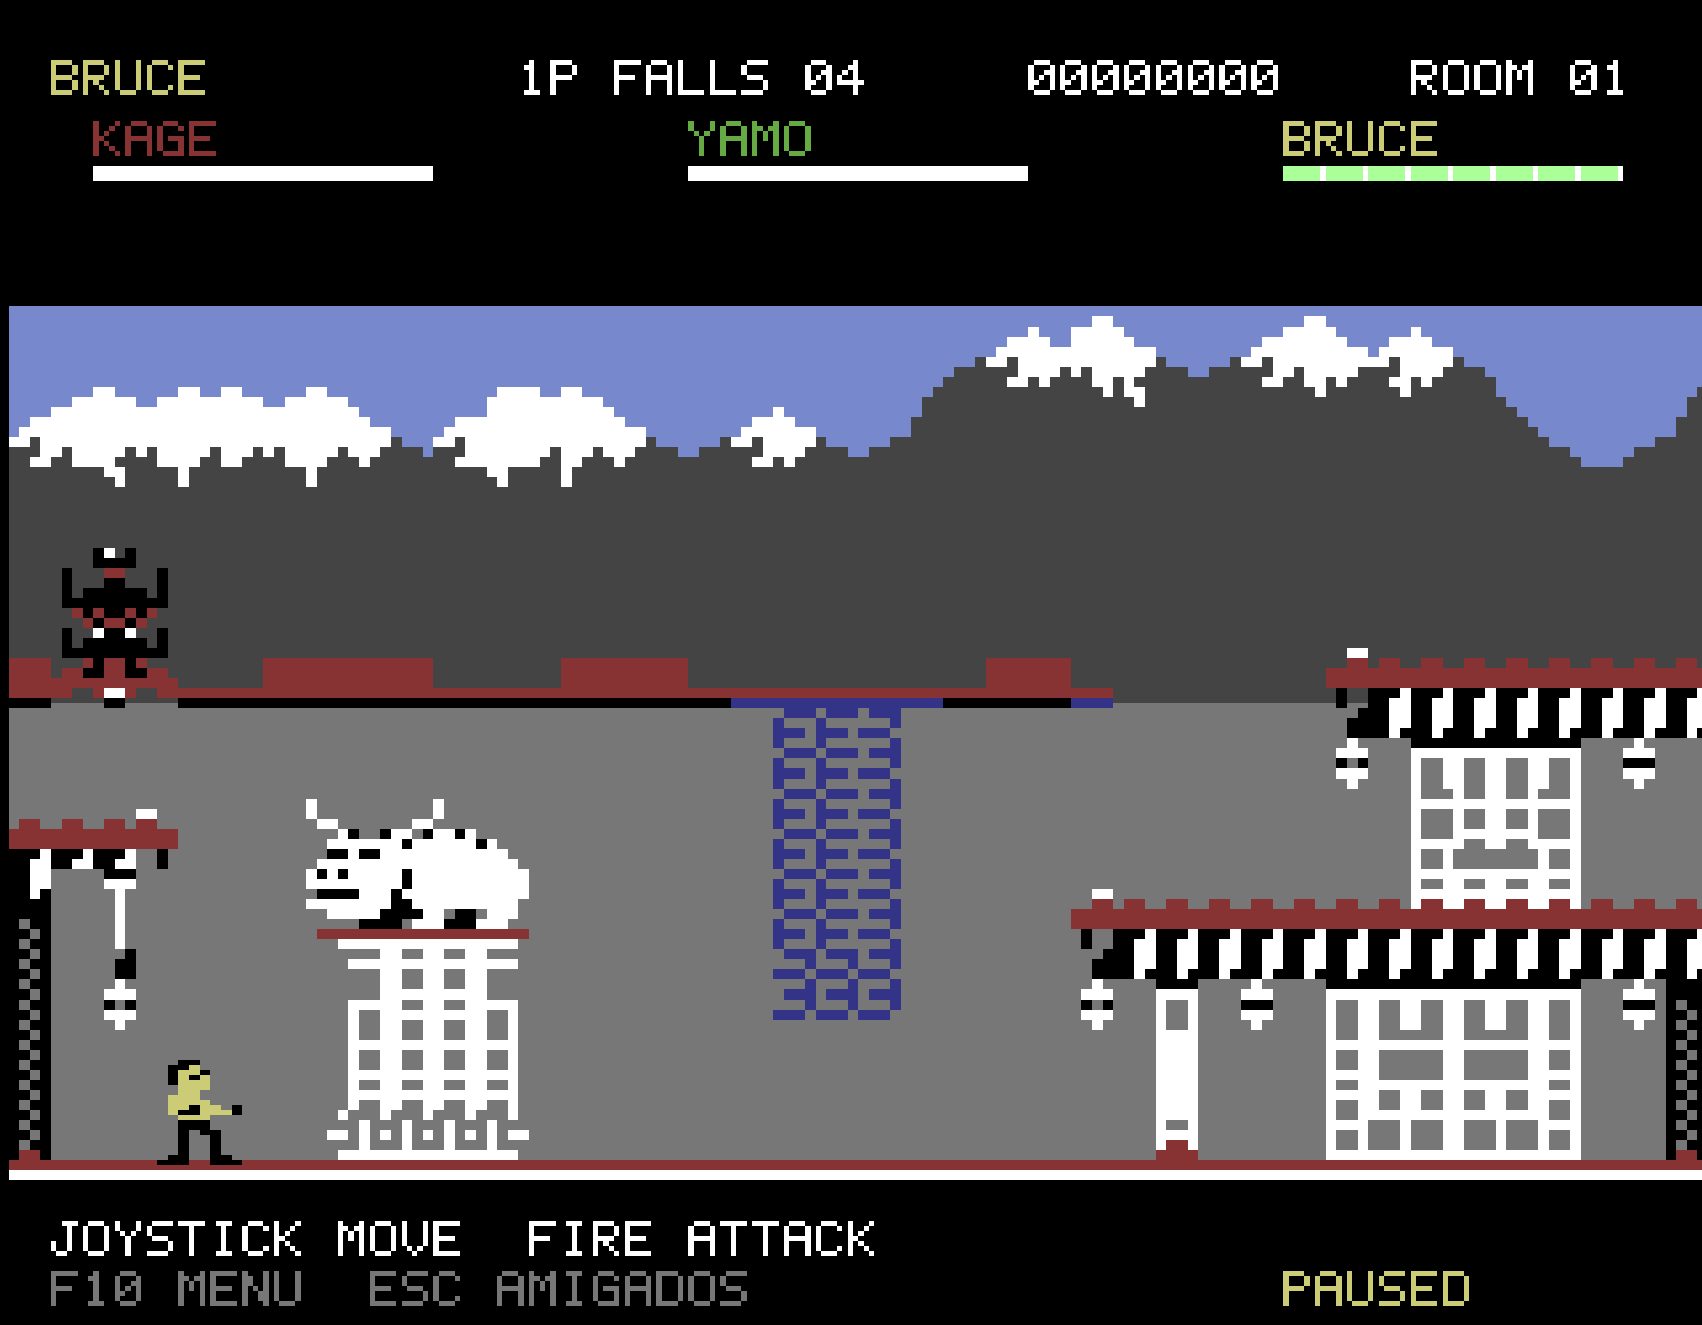 BRUCE 1P FALLS 04 00000000 ROOM 01
KAGE YAMO BRUCE
JOYSTICK MOVE FIRE ATTACK
F10 MENU ESC AMIGADOS PAUSED